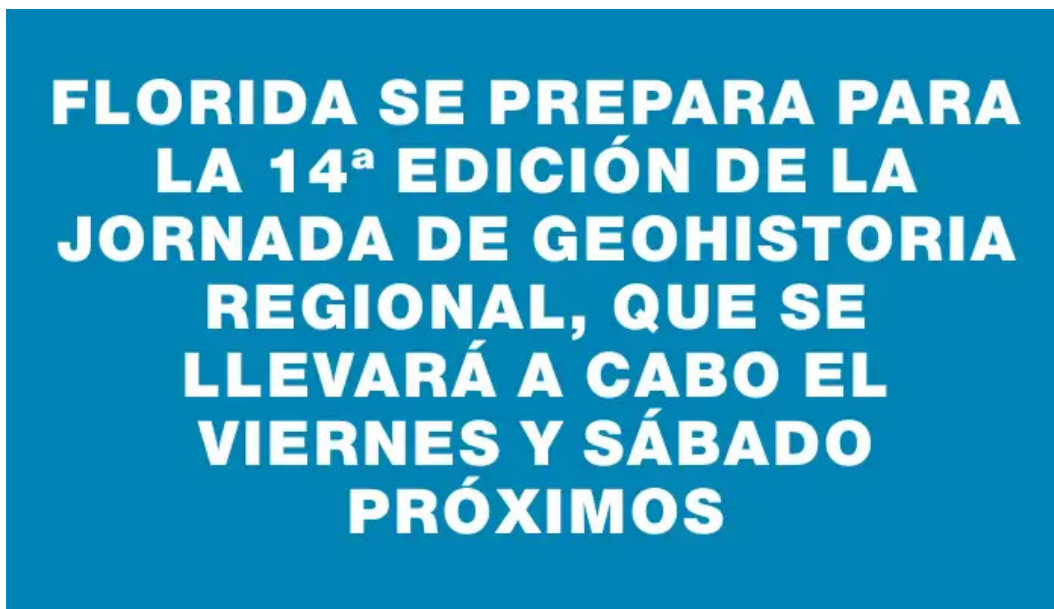 FLORIDA SE PREPARA PARA
LA 14ª EDICIÓN DE LA
JORNADA DE GEOHISTORIA
REGIONAL, QUE SE
LLEVARÁ A CABO EL
VIERNES Y SÁBADO
PRÓXIMOS